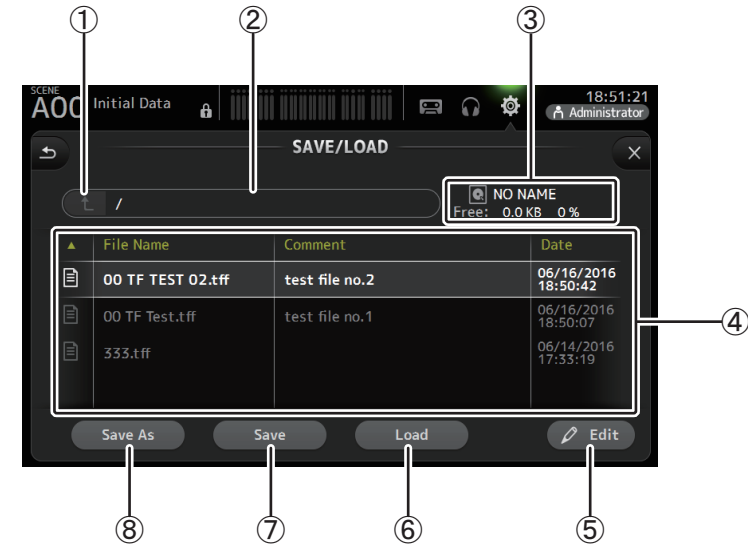 ① ② ③
SCENE
A00 Initial Data 18:51:21
Administrator
SAVE/LOAD
/ NO NAME
Free: 0.0 KB 0 %
▲ File Name Comment Date
00 TF TEST 02.tff test file no.2 06/16/2016
18:50:42
00 TF Test.tff test file no.1 06/16/2016
18:50:07
④
333.tff 06/14/2016
17:33:19
Save As Save Load Edit
⑧ ⑦ ⑥ ⑤